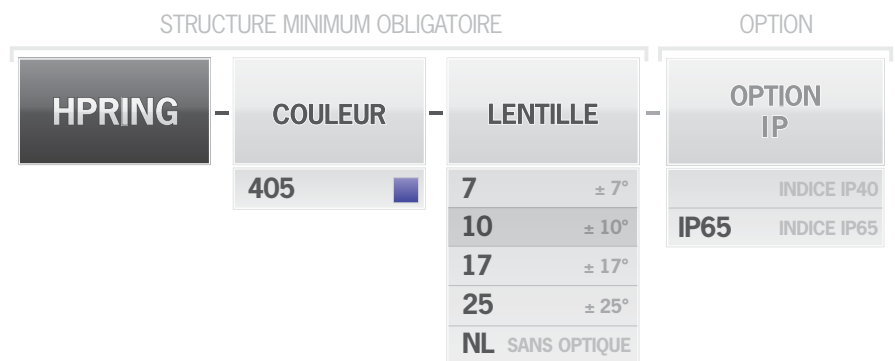 STRUCTURE MINIMUM OBLIGATOIRE
OPTION
HPRING - COULEUR - LENTILLE - OPTION
IP
405
7 ± 7°
10 ± 10°
17 ± 17°
25 ± 25°
NL SANS OPTIQUE
INDICE IP40
IP65 INDICE IP65